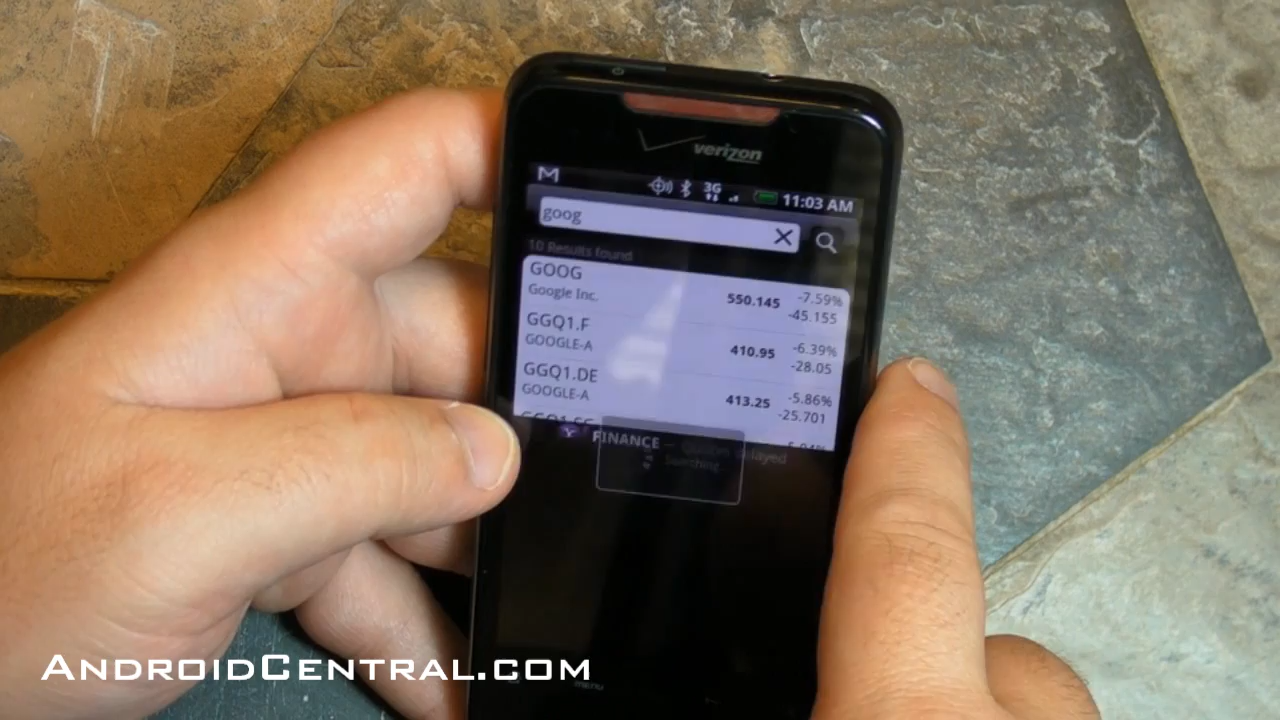 verizon
3G 11:03 AM
goog
10 Results found
GOOG
Google Inc. 550.145 -7.59% -45.155
GGQ1.F
GOOGLE-A 410.95 -6.39% -28.05
GGQ1.DE
GOOGLE-A 413.25 -5.86% -25.701
FINANCE
menu
ANDROIDCENTRAL.COM